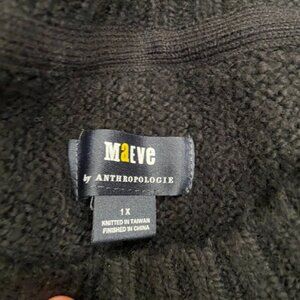 Maeve
by ANTHROPOLOGIE
1X
KNITTED IN TAIWAN
FINISHED IN CHINA